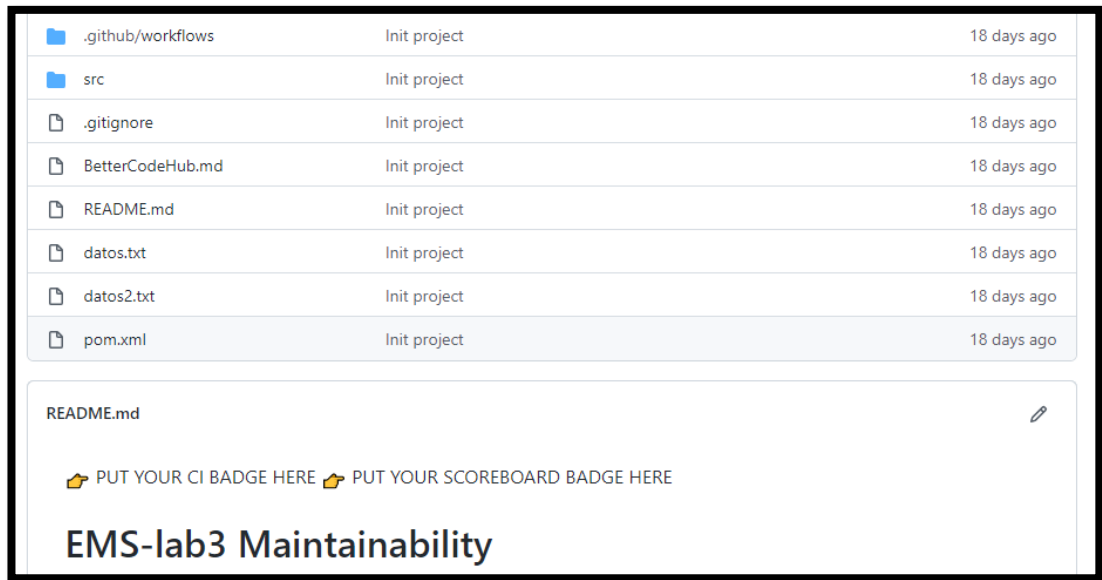 .github/workflows Init project 18 days ago
src Init project 18 days ago
.gitignore Init project 18 days ago
BetterCodeHub.md Init project 18 days ago
README.md Init project 18 days ago
datos.txt Init project 18 days ago
datos2.txt Init project 18 days ago
pom.xml Init project 18 days ago
README.md
👉 PUT YOUR CI BADGE HERE 👉 PUT YOUR SCOREBOARD BADGE HERE
EMS-lab3 Maintainability